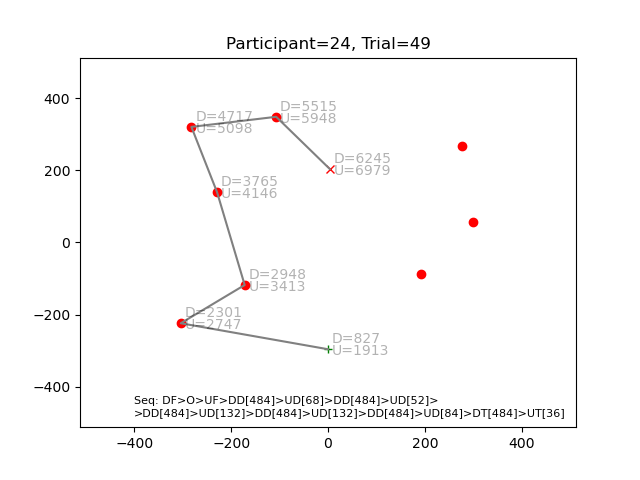 Participant=24, Trial=49
D=5515
U=5948
D=4717
U=5098
D=6245
U=6979
D=3765
U=4146
D=2948
U=3413
D=2301
U=2747
D=827
U=1913
400
200
0
−200
−400
Seq: DF>O>UF>DD[484]>UD[68]>DD[484]>UD[52]>
>DD[484]>UD[132]>DD[484]>UD[132]>DD[484]>UD[84]>DT[484]>UT[36]
−400 −200 0 200 400